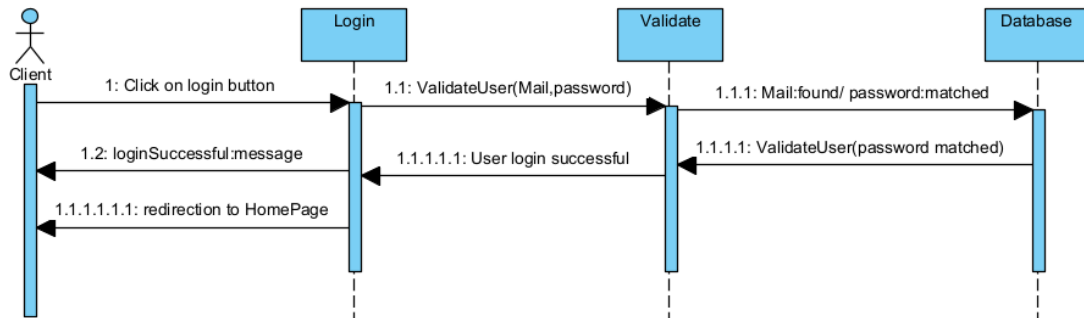 Login
Validate
Database
Client
1: Click on login button
1.1: ValidateUser(Mail,password)
1.1.1: Mail:found/ password:matched
1.2: loginSuccessful:message
1.1.1.1.1: User login successful
1.1.1.1: ValidateUser(password matched)
1.1.1.1.1.1: redirection to HomePage